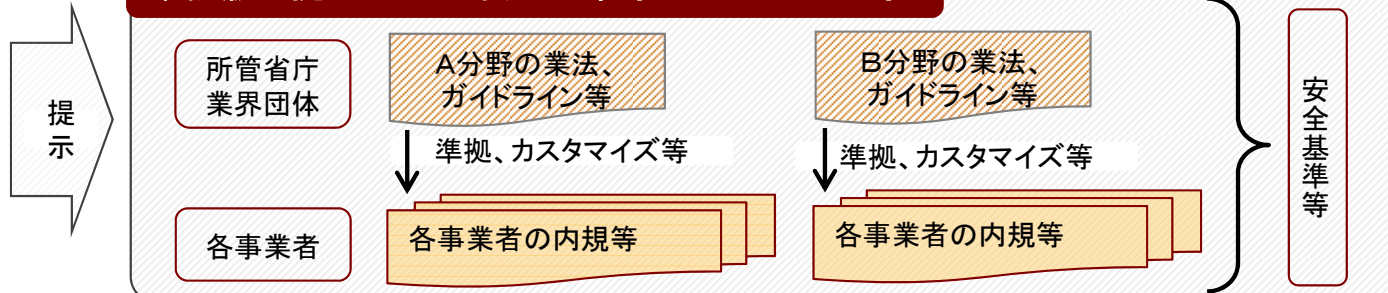 提
示
所管省庁
業界団体
A分野の業法、
ガイドライン等
B分野の業法、
ガイドライン等
準拠、カスタマイズ等
準拠、カスタマイズ等
各事業者
各事業者の内規等
各事業者の内規等
安全基準等